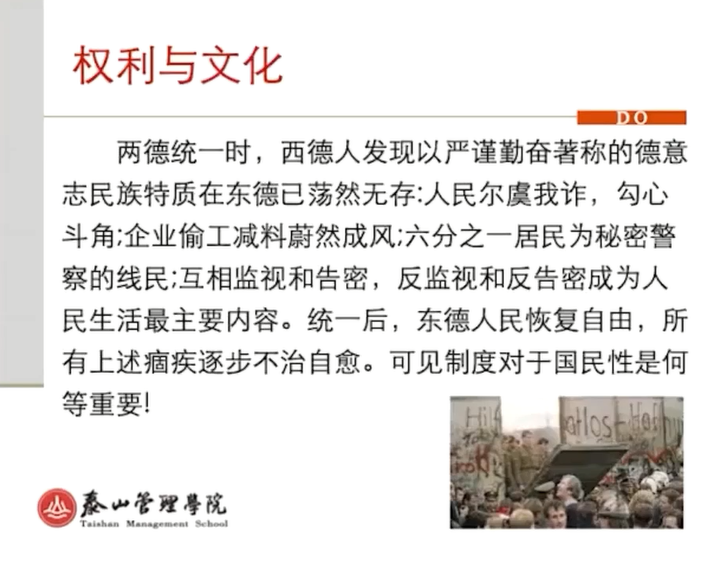 权利与文化
DO
两德统一时，西德人发现以严谨勤奋著称的德意
志民族特质在东德已荡然无存:人民尔虞我诈，勾心
斗角;企业偷工减料蔚然成风;六分之一居民为秘密警
察的线民;互相监视和告密，反监视和反告密成为人
民生活最主要内容。统一后，东德人民恢复自由，所
有上述痼疾逐步不治自愈。可见制度对于国民性是何
等重要!
泰山管理學院
Taishan Management School